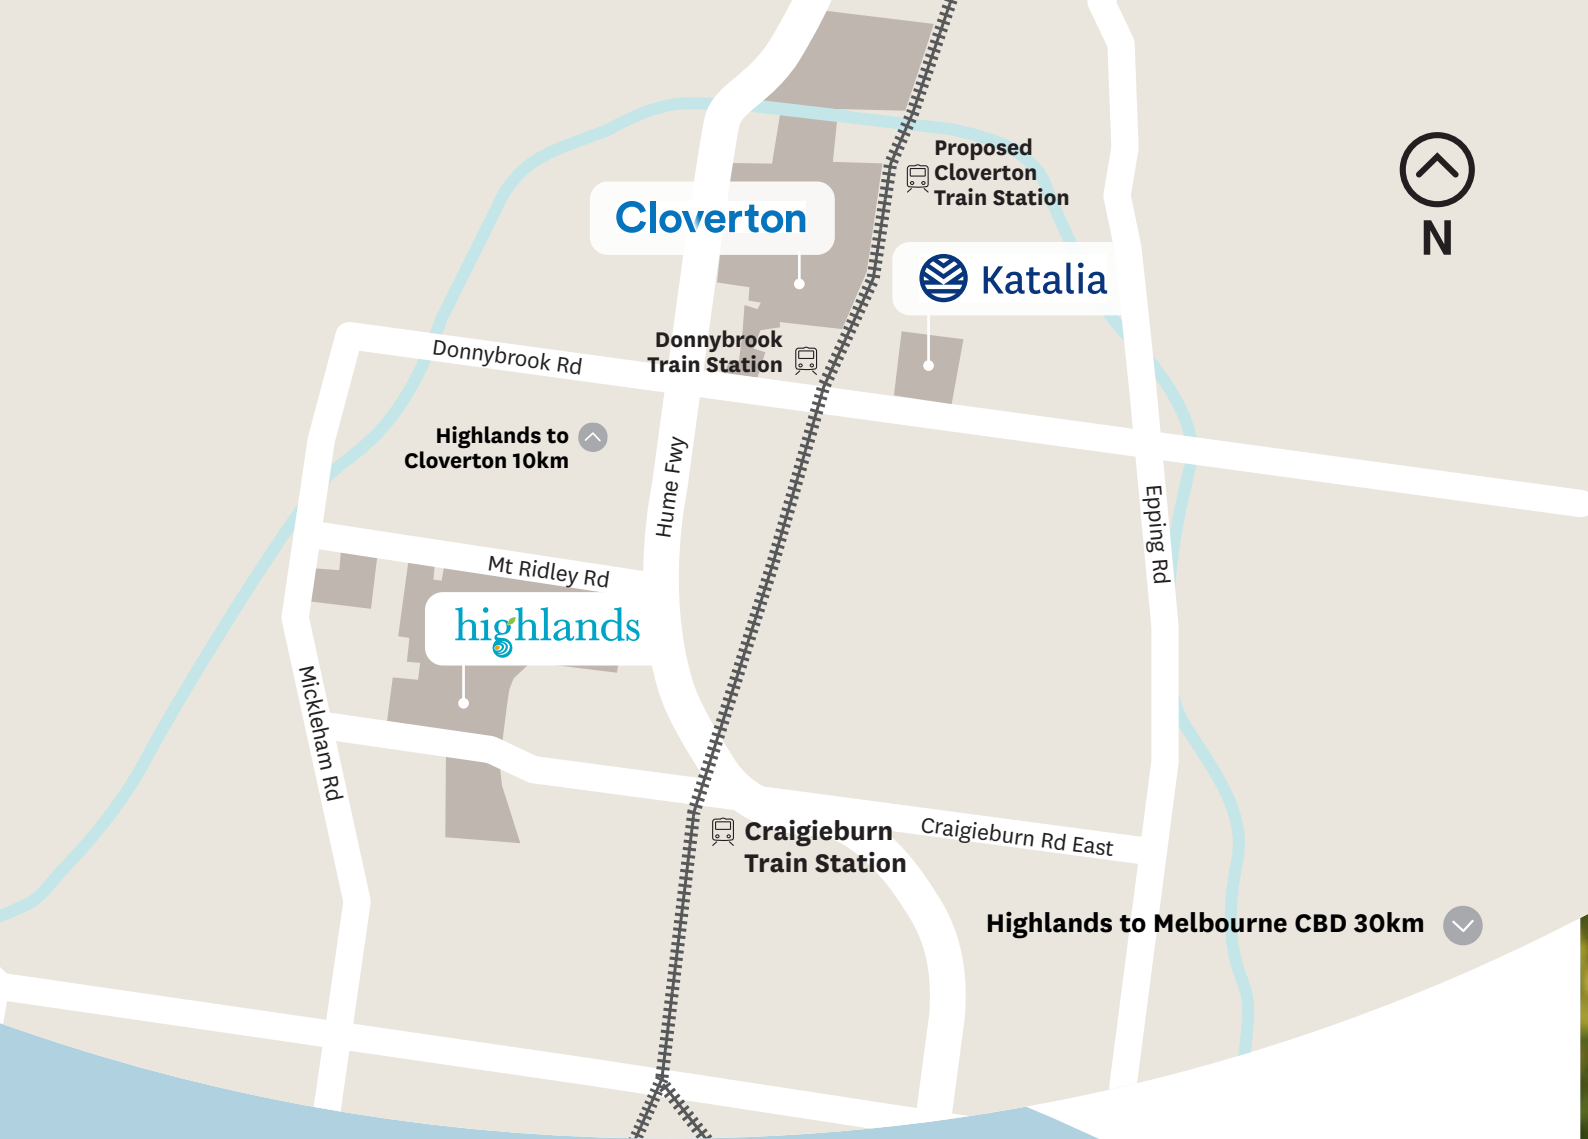 Proposed
Cloverton
Train Station
N
Cloverton
Katalia
Donnybrook
Train Station
Donnybrook Rd
Highlands to
Cloverton 10km
Hume Fwy
Epping Rd
Mt Ridley Rd
highlands
Mickleham Rd
Craigieburn
Train Station
Craigieburn Rd East
Highlands to Melbourne CBD 30km